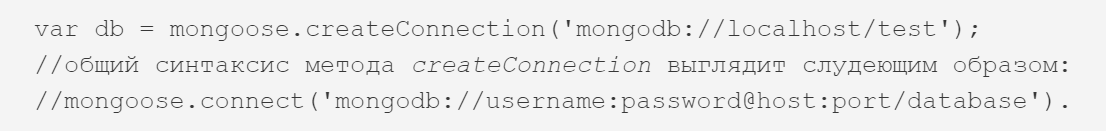 var db = mongoose.createConnection('mongodb://localhost/test');
//общий синтаксис метода createConnection выглядит слудеющим образом:
//mongoose.connect('mongodb://username:password@host:port/database').